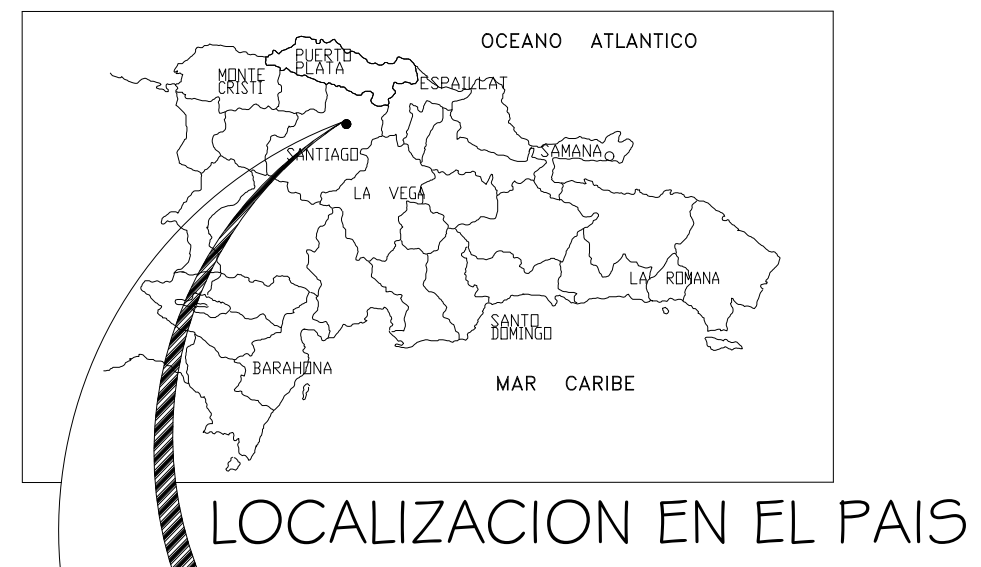 OCEANO ATLANTICO
PUERTO
PLATA
MONTE
CRISTI
ESPAILLAT
SANTIAGO
SAMANA
LA VEGA
LA ROMANA
SANTO
DOMINGO
BARAHONA
MAR CARIBE
LOCALIZACION EN EL PAIS